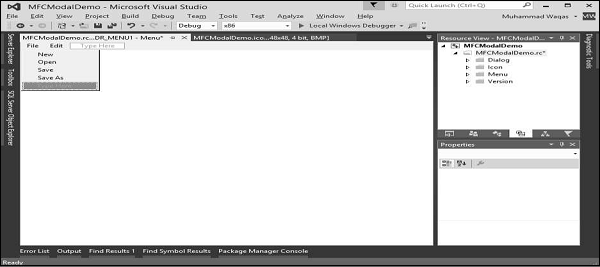 MFCModalDemo - Microsoft Visual Studio
Quick Launch (Ctrl+Q)
File Edit View Project Build Debug Team Tools Test Analyze Window Help
Muhammad Waqas
MW
Debug x86 Local Windows Debugger
MFCModalDemo.rc...DR_MENU1 - Menu* MFCModalDemo.ico...48x48, 4 bit, BMP]
File Edit Type Here
New
Open
Save
Save As
Server Explorer
Toolbox
SQL Server Object Explorer
Resource View - MFCModalD...
MFCModalDemo
MFCModalDemo.rc*
Dialog
Icon
Menu
Version
Diagnostic Tools
Properties
Error List Output Find Results 1 Find Symbol Results Package Manager Console
Ready